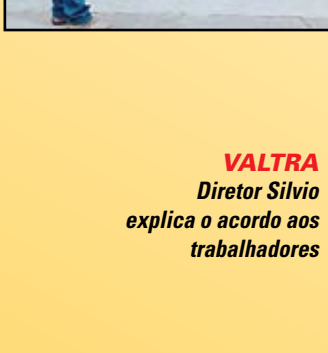 VALTRA
Diretor Silvio
explica o acordo aos
trabalhadores